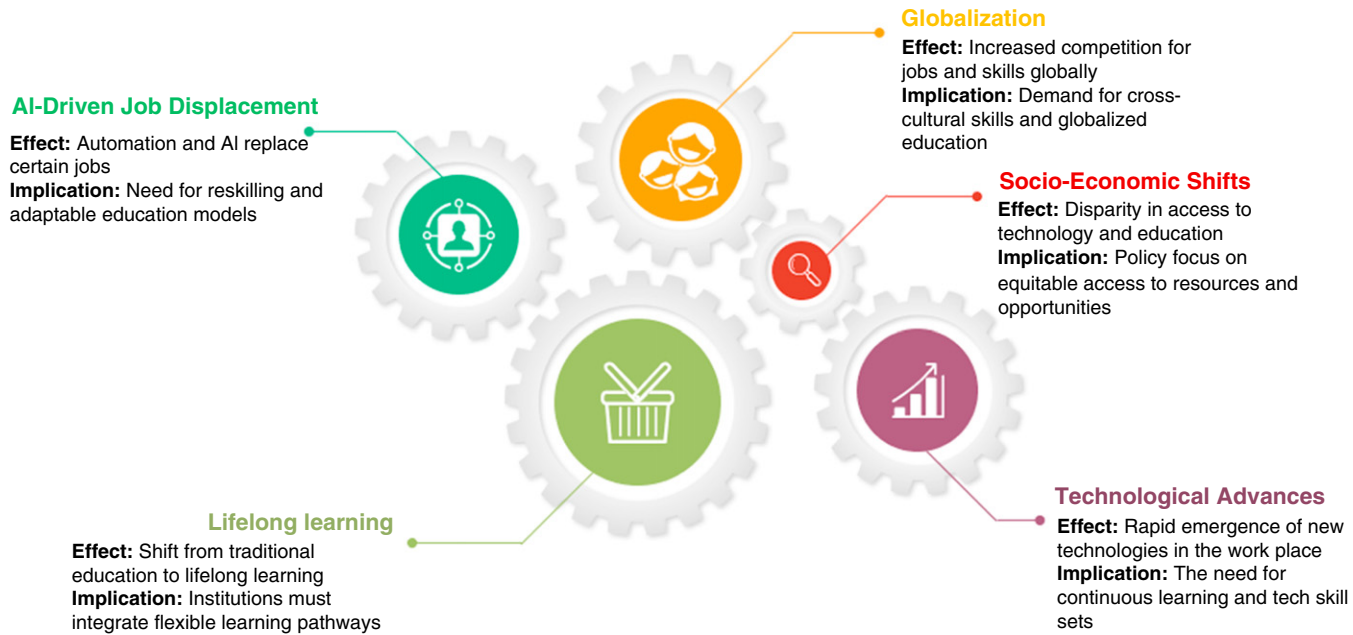 Globalization
Effect: Increased competition for
jobs and skills globally
Implication: Demand for cross-
cultural skills and globalized
education
AI-Driven Job Displacement
Effect: Automation and AI replace
certain jobs
Implication: Need for reskilling and
adaptable education models
Socio-Economic Shifts
Effect: Disparity in access to
technology and education
Implication: Policy focus on
equitable access to resources and
opportunities
Lifelong learning
Effect: Shift from traditional
education to lifelong learning
Implication: Institutions must
integrate flexible learning pathways
Technological Advances
Effect: Rapid emergence of new
technologies in the work place
Implication: The need for
continuous learning and tech skill
sets